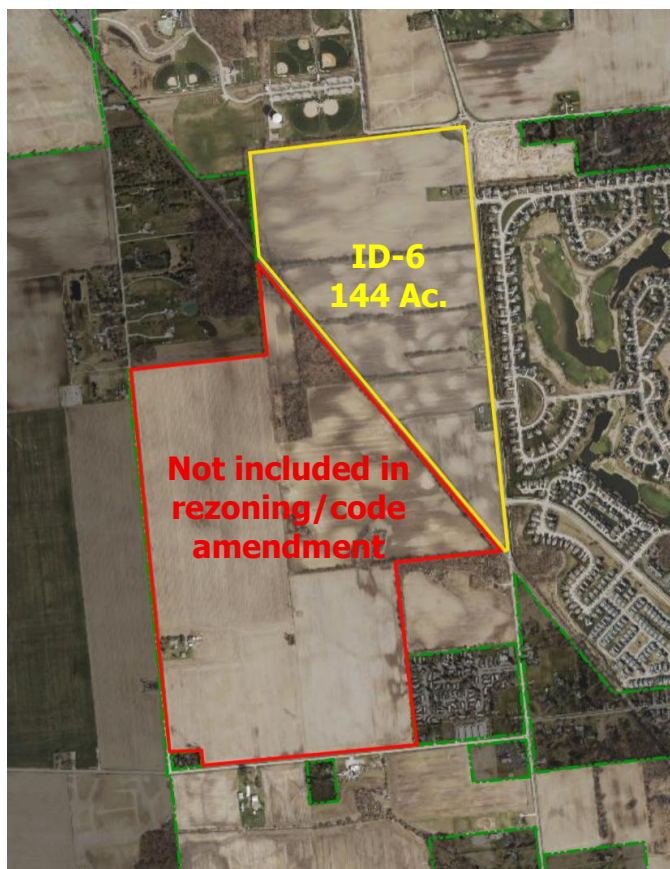 ID-6
144 Ac.
Not included in
rezoning/code
amendment